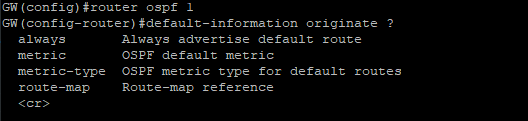 GW(config)#router ospf 1
GW(config-router)#default-information originate ?
always Always advertise default route
metric OSPF default metric
metric-type OSPF metric type for default routes
route-map Route-map reference
<cr>